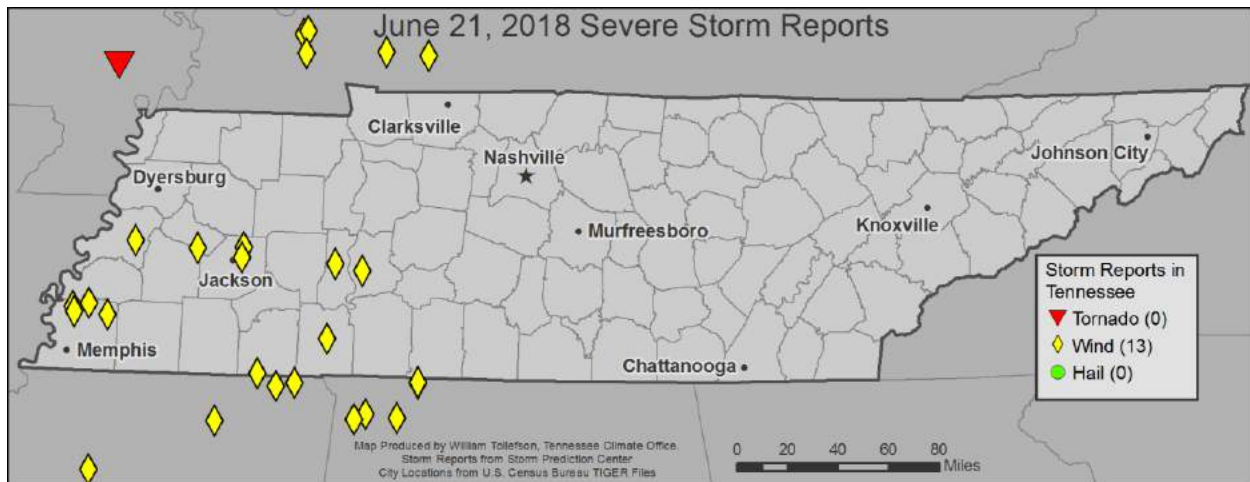 June 21, 2018 Severe Storm Reports
Clarksville
Nashville
Johnson City
Dyersburg
Knoxville
Murfreesboro
Jackson
Storm Reports in
Tennessee
Tornado (0)
Wind (13)
Hail (0)
Memphis
Chattanooga
Map Produced by William Tollefson, Tennessee Climate Office.
Storm Reports from Storm Prediction Center
City Locations from U.S. Census Bureau TIGER Files
0 20 40 60 80
Miles